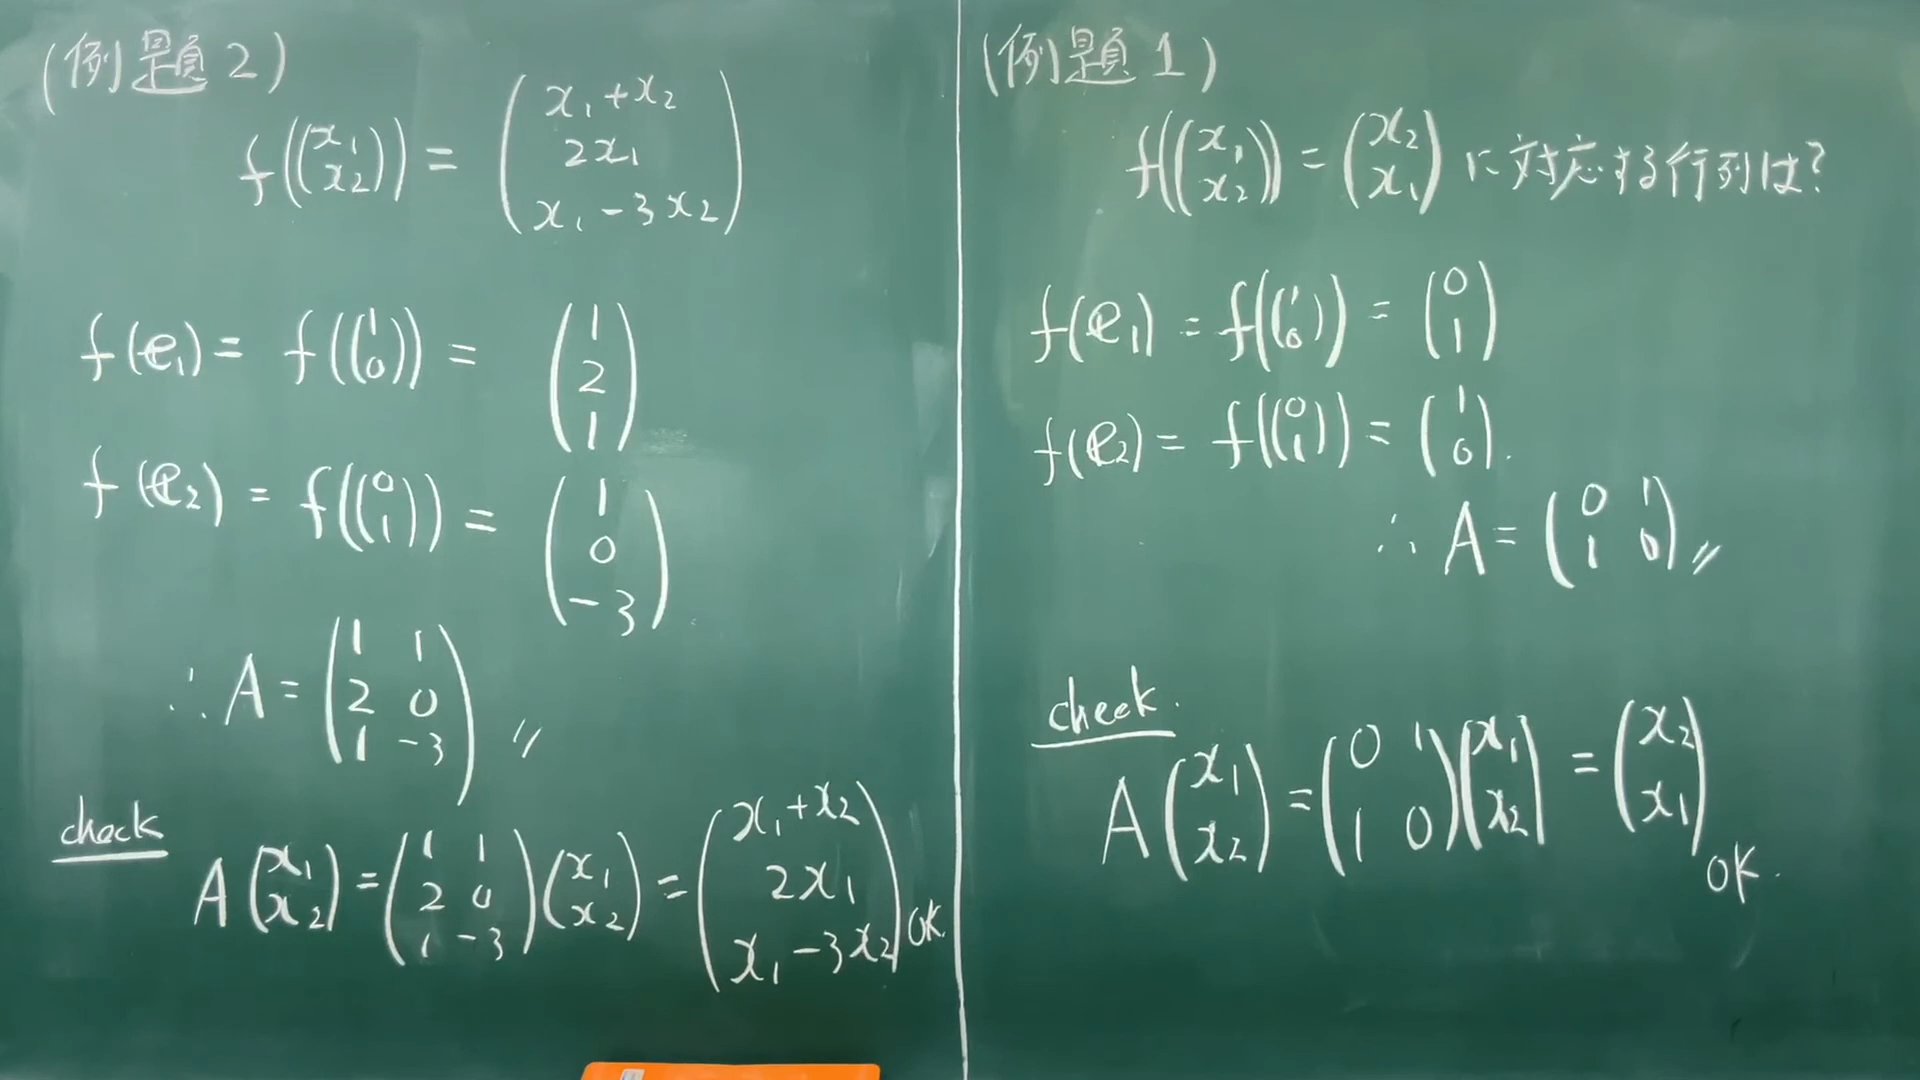 (例題2)
f((x₁ x₂)) = (x₁+x₂ 2x₁ x₁-3x₂)
f(e₁) = f((1 0)) = (1 2 1)
f(e₂) = f((0 1)) = (1 0 -3)
∴ A = (1 1 2 0 1 -3) 〃
check
A(x₁ x₂) = (1 1 2 0 1 -3)(x₁ x₂) = (x₁+x₂ 2x₁ x₁-3x₂) OK.
(例題1)
f((x₁ x₂)) = (x₂ x₁) に対応する行列は?
f(e₁) = f((1 0)) = (0 1)
f(e₂) = f((0 1)) = (1 0).
∴ A = (0 1 1 0) 〃
check.
A(x₁ x₂) = (0 1 1 0)(x₁ x₂) = (x₂ x₁) OK.